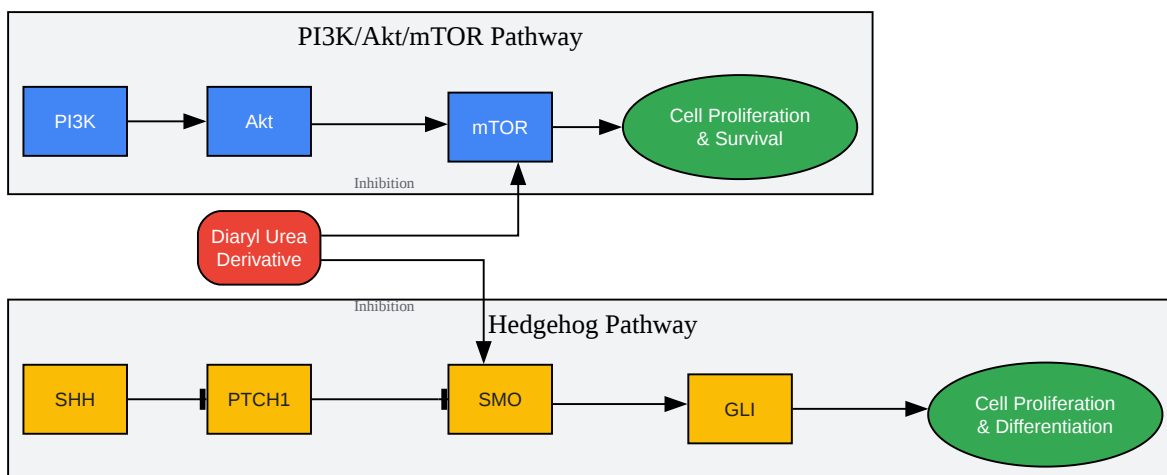 PI3K/Akt/mTOR Pathway
PI3K
Akt
mTOR
Cell Proliferation
& Survival
Inhibition
Diaryl Urea
Derivative
Inhibition
Hedgehog Pathway
SHH
PTCH1
SMO
GLI
Cell Proliferation
& Differentiation